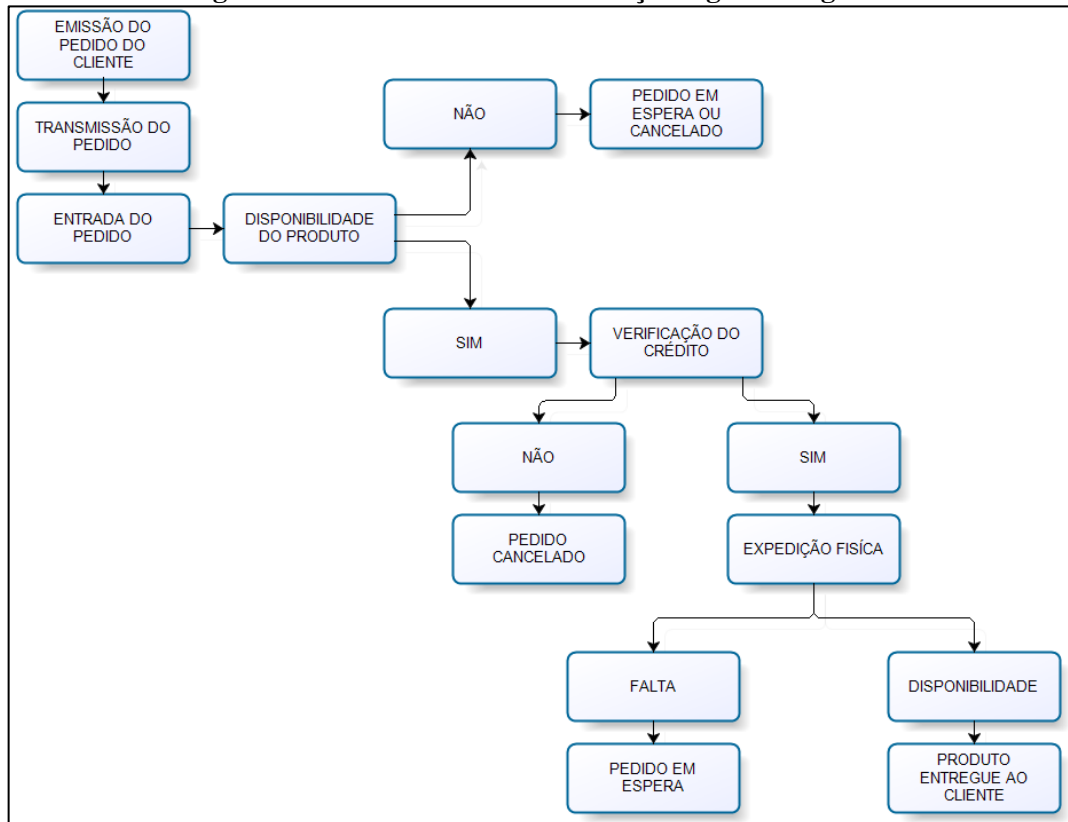 EMISSÃO DO
PEDIDO DO
CLIENTE
TRANSMISSÃO DO
PEDIDO
ENTRADA DO
PEDIDO
DISPONIBILIDADE
DO PRODUTO
NÃO
PEDIDO EM
ESPERA OU
CANCELADO
SIM
VERIFICAÇÃO DO
CRÉDITO
NÃO
PEDIDO
CANCELADO
SIM
EXPEDIÇÃO FISÍCA
FALTA
PEDIDO EM
ESPERA
DISPONIBILIDADE
PRODUTO
ENTREGUE AO
CLIENTE